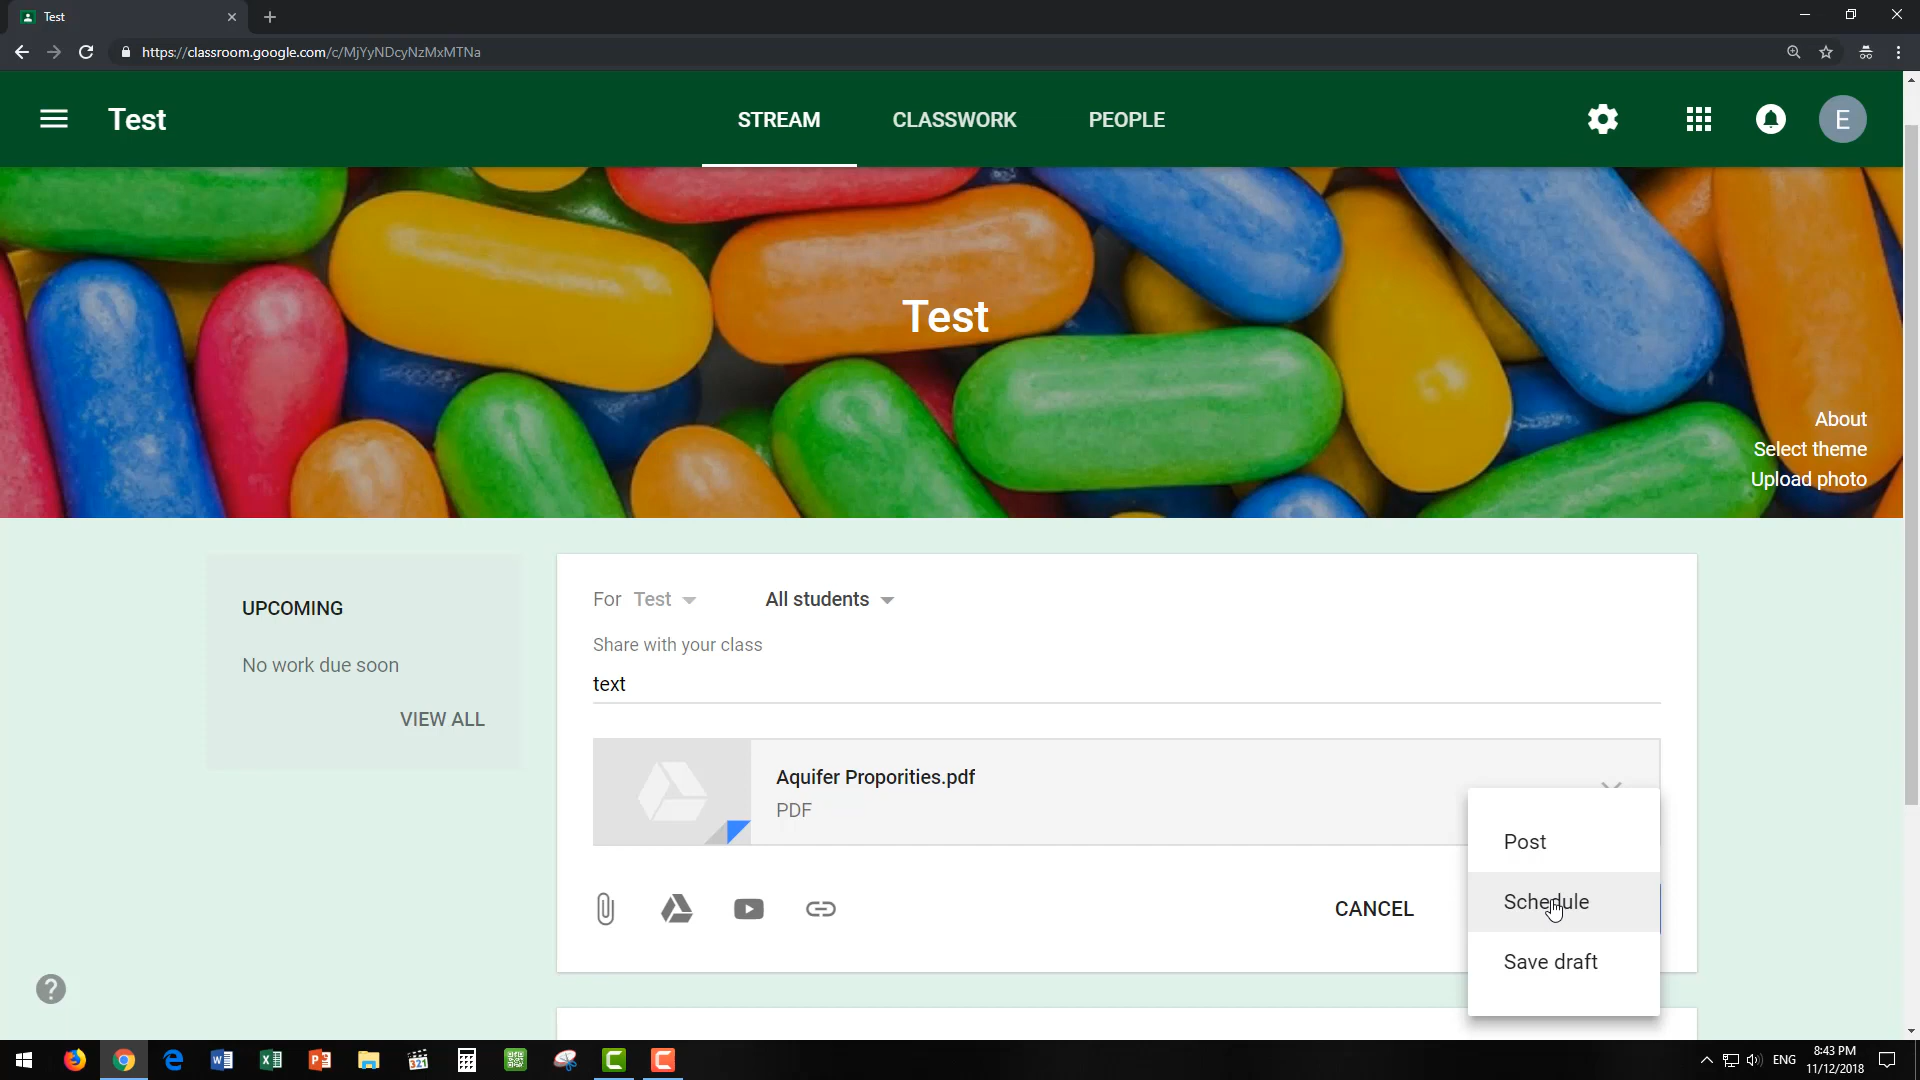 Test
https://classroom.google.com/c/MjYyNDcyNzMxMTNa
Test
STREAM
CLASSWORK
PEOPLE
E
Test
About
Select theme
Upload photo
UPCOMING
No work due soon
VIEW ALL
For Test
All students
Share with your class
text
Aquifer Proporities.pdf
PDF
CANCEL
Post
Schedule
Save draft
ENG
8:43 PM
11/12/2018